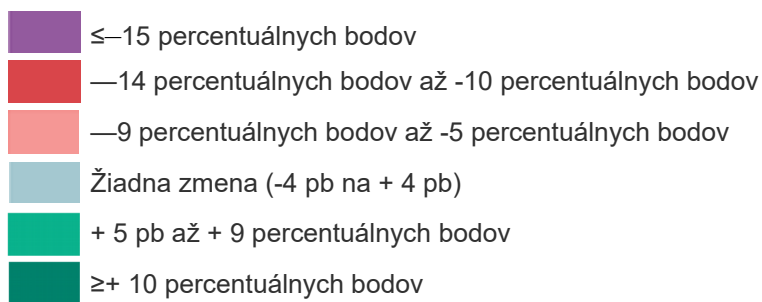 ≤–15 percentuálnych bodov
—14 percentuálnych bodov až -10 percentuálnych bodov
—9 percentuálnych bodov až -5 percentuálnych bodov
Žiadna zmena (-4 pb na + 4 pb)
+ 5 pb až + 9 percentuálnych bodov
≥+ 10 percentuálnych bodov